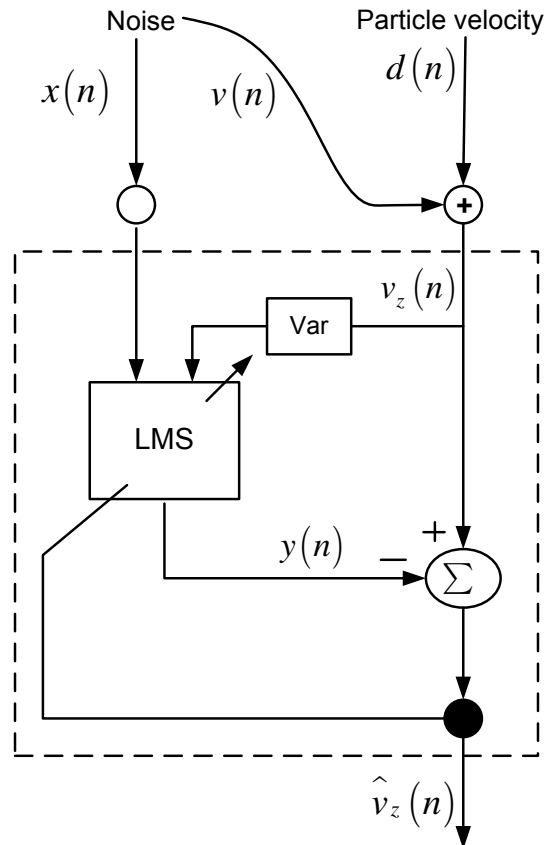 Noise Particle velocity
x(n) v(n) d(n)
+
v_z(n)
Var
LMS
y(n) − + Σ
v̂_z(n)